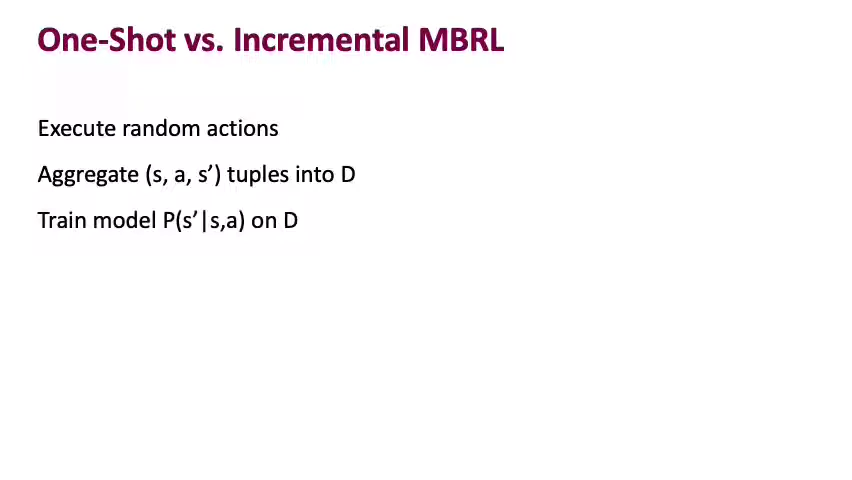 One-Shot vs. Incremental MBRL
Execute random actions
Aggregate (s, a, s’) tuples into D
Train model P(s’|s,a) on D